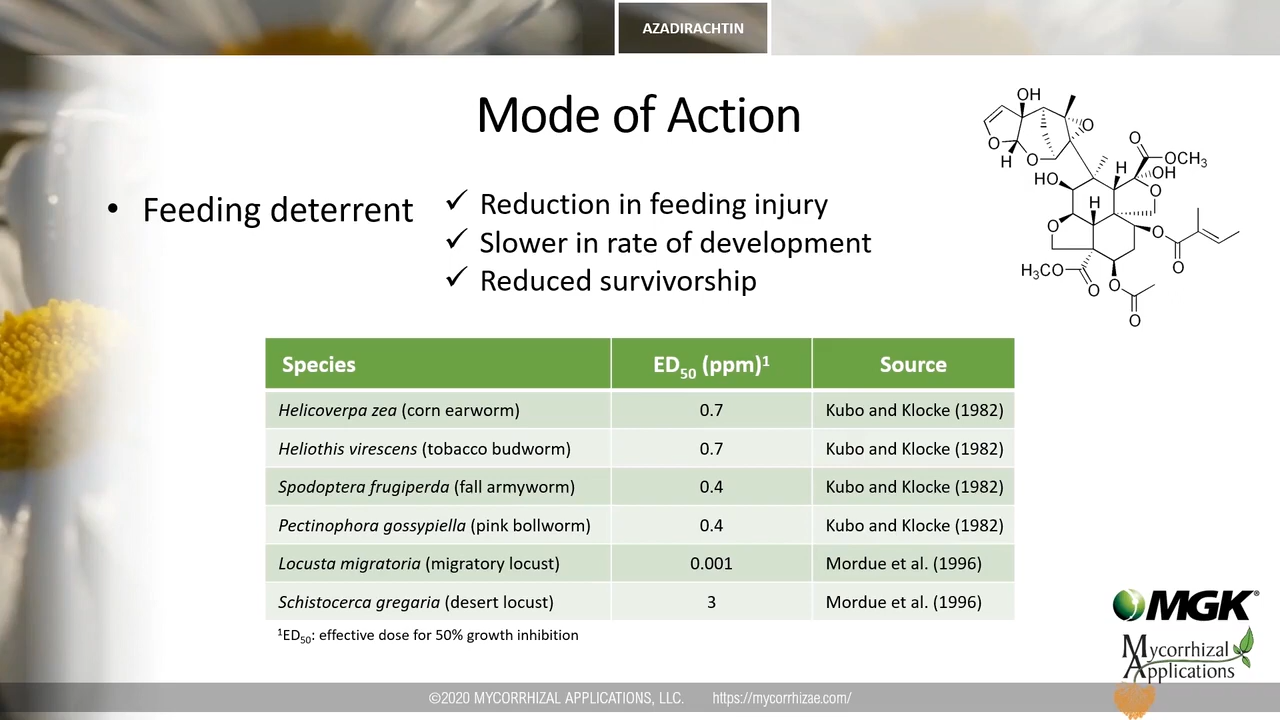 AZADIRACHTIN
Mode of Action
• Feeding deterrent
✓ Reduction in feeding injury
✓ Slower in rate of development
✓ Reduced survivorship
OH
O
O
H
O
O
OCH₃
H
OH
HO
O
H
O
O
O
H₃CO
O
O
O
Species ED₅₀ (ppm)¹ Source
Helicoverpa zea (corn earworm) 0.7 Kubo and Klocke (1982)
Heliothis virescens (tobacco budworm) 0.7 Kubo and Klocke (1982)
Spodoptera frugiperda (fall armyworm) 0.4 Kubo and Klocke (1982)
Pectinophora gossypiella (pink bollworm) 0.4 Kubo and Klocke (1982)
Locusta migratoria (migratory locust) 0.001 Mordue et al. (1996)
Schistocerca gregaria (desert locust) 3 Mordue et al. (1996)
¹ED₅₀: effective dose for 50% growth inhibition
MGK®
Mycorrhizal
Applications
©2020 MYCORRHIZAL APPLICATIONS, LLC. https://mycorrhizae.com/